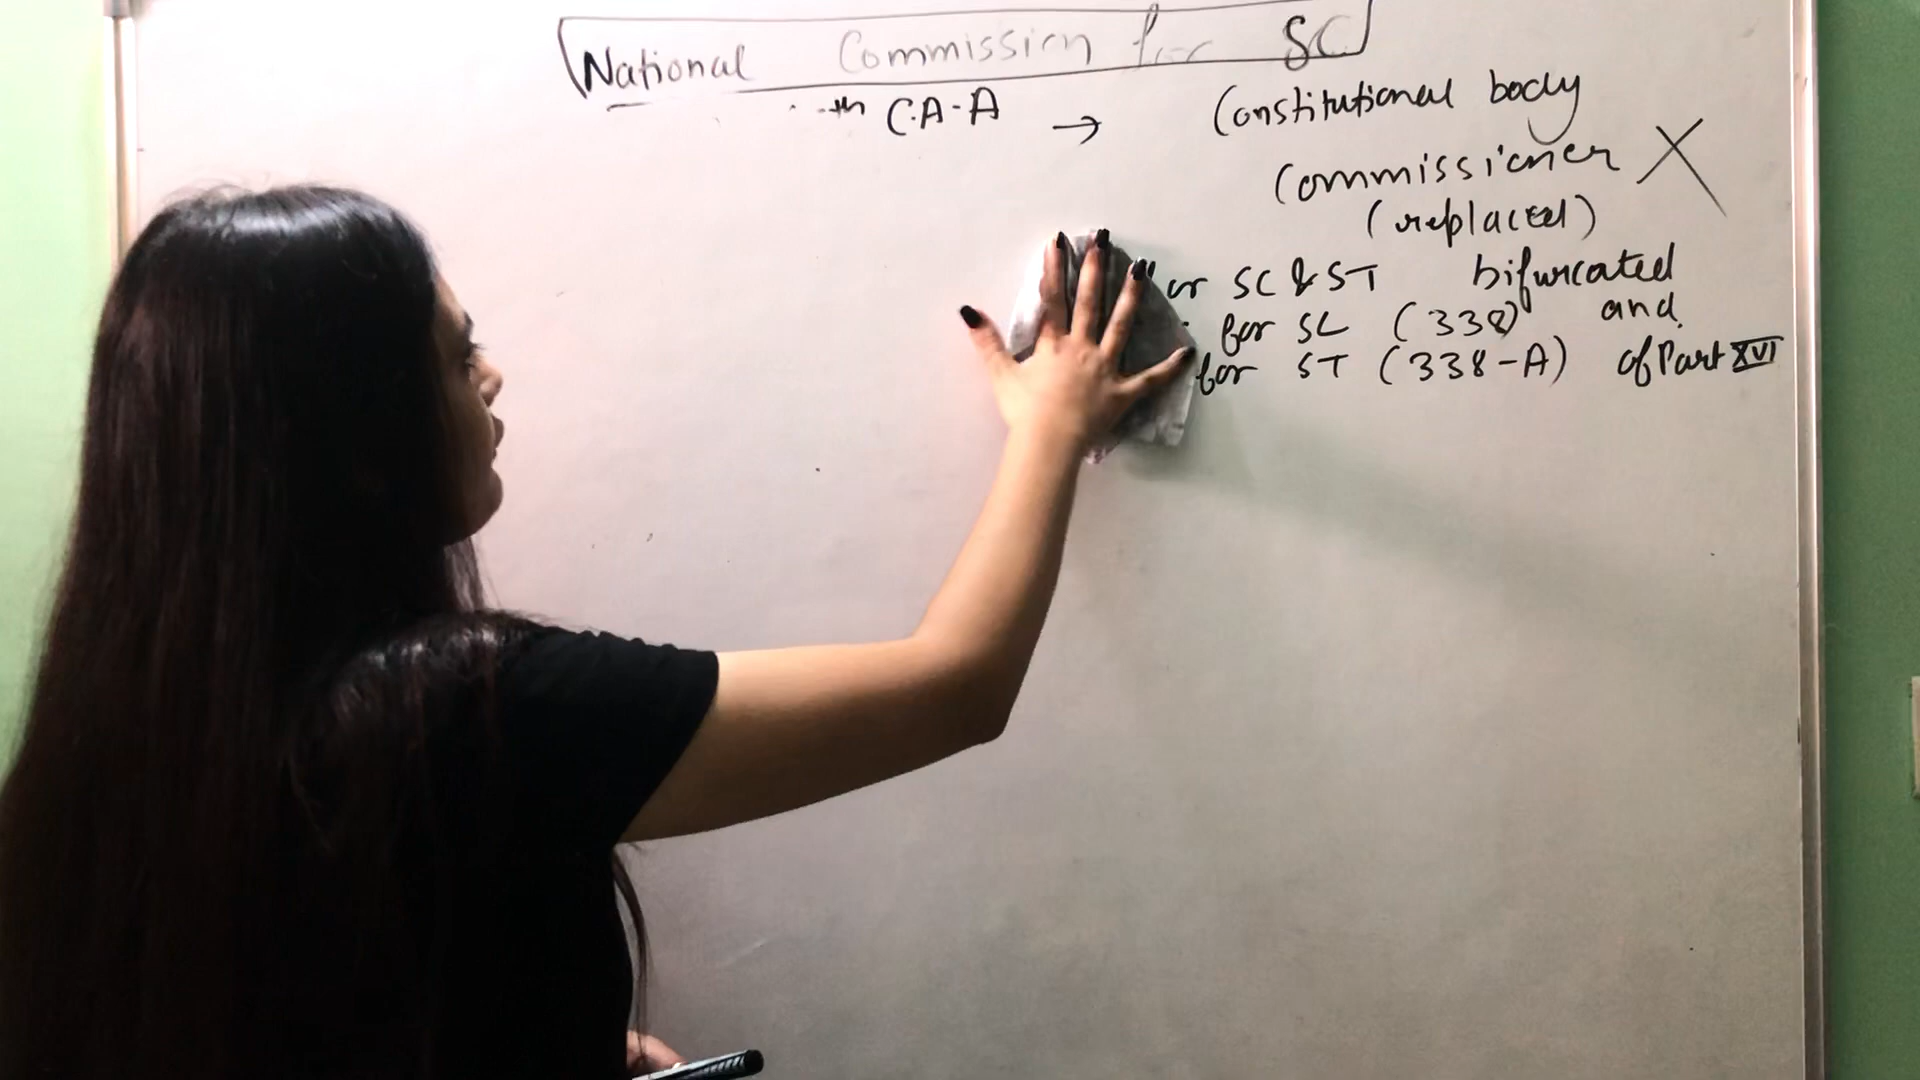 National Commission for SC
th C.A.A → Constitutional body
Commissioner X
(replaced)
or SC & ST bifurcated
for SC (338) and
for ST (338-A) of Part XVI